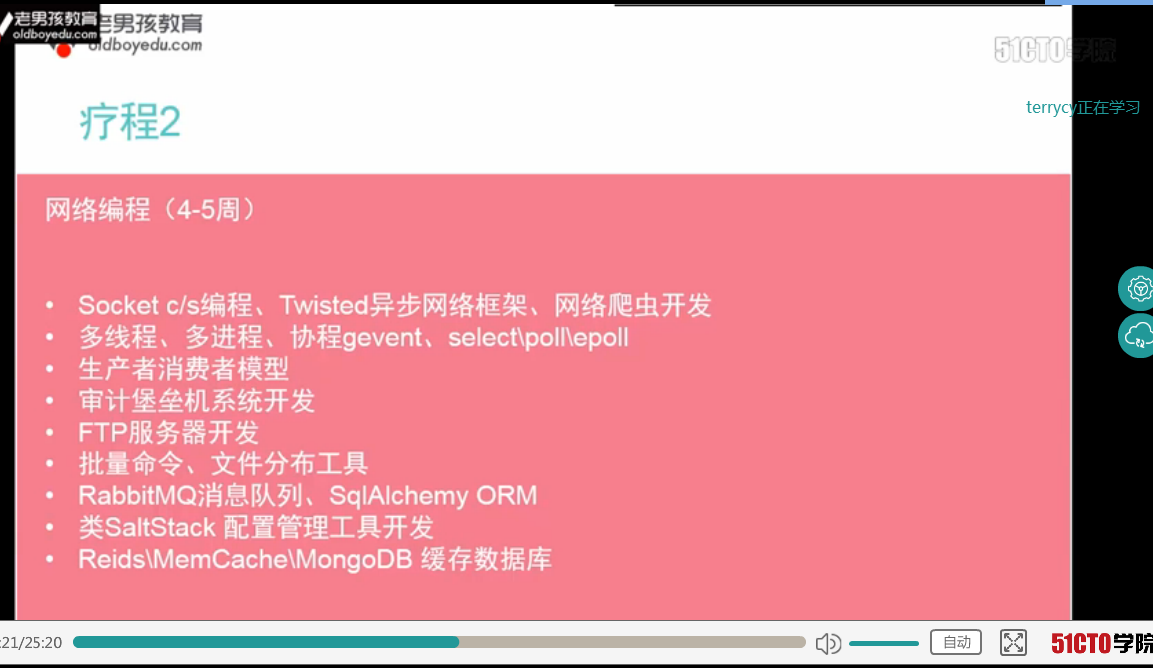 老男孩教育
oldboyedu.com
老男孩教育
oldboyedu.com
51CTO学院
疗程2
terrycy正在学习
网络编程（4-5周）
• Socket c/s编程、Twisted异步网络框架、网络爬虫开发
• 多线程、多进程、协程gevent、select\poll\epoll
• 生产者消费者模型
• 审计堡垒机系统开发
• FTP服务器开发
• 批量命令、文件分布工具
• RabbitMQ消息队列、SqlAlchemy ORM
• 类SaltStack 配置管理工具开发
• Reids\MemCache\MongoDB 缓存数据库
:21/25:20
自动
51CTO学院